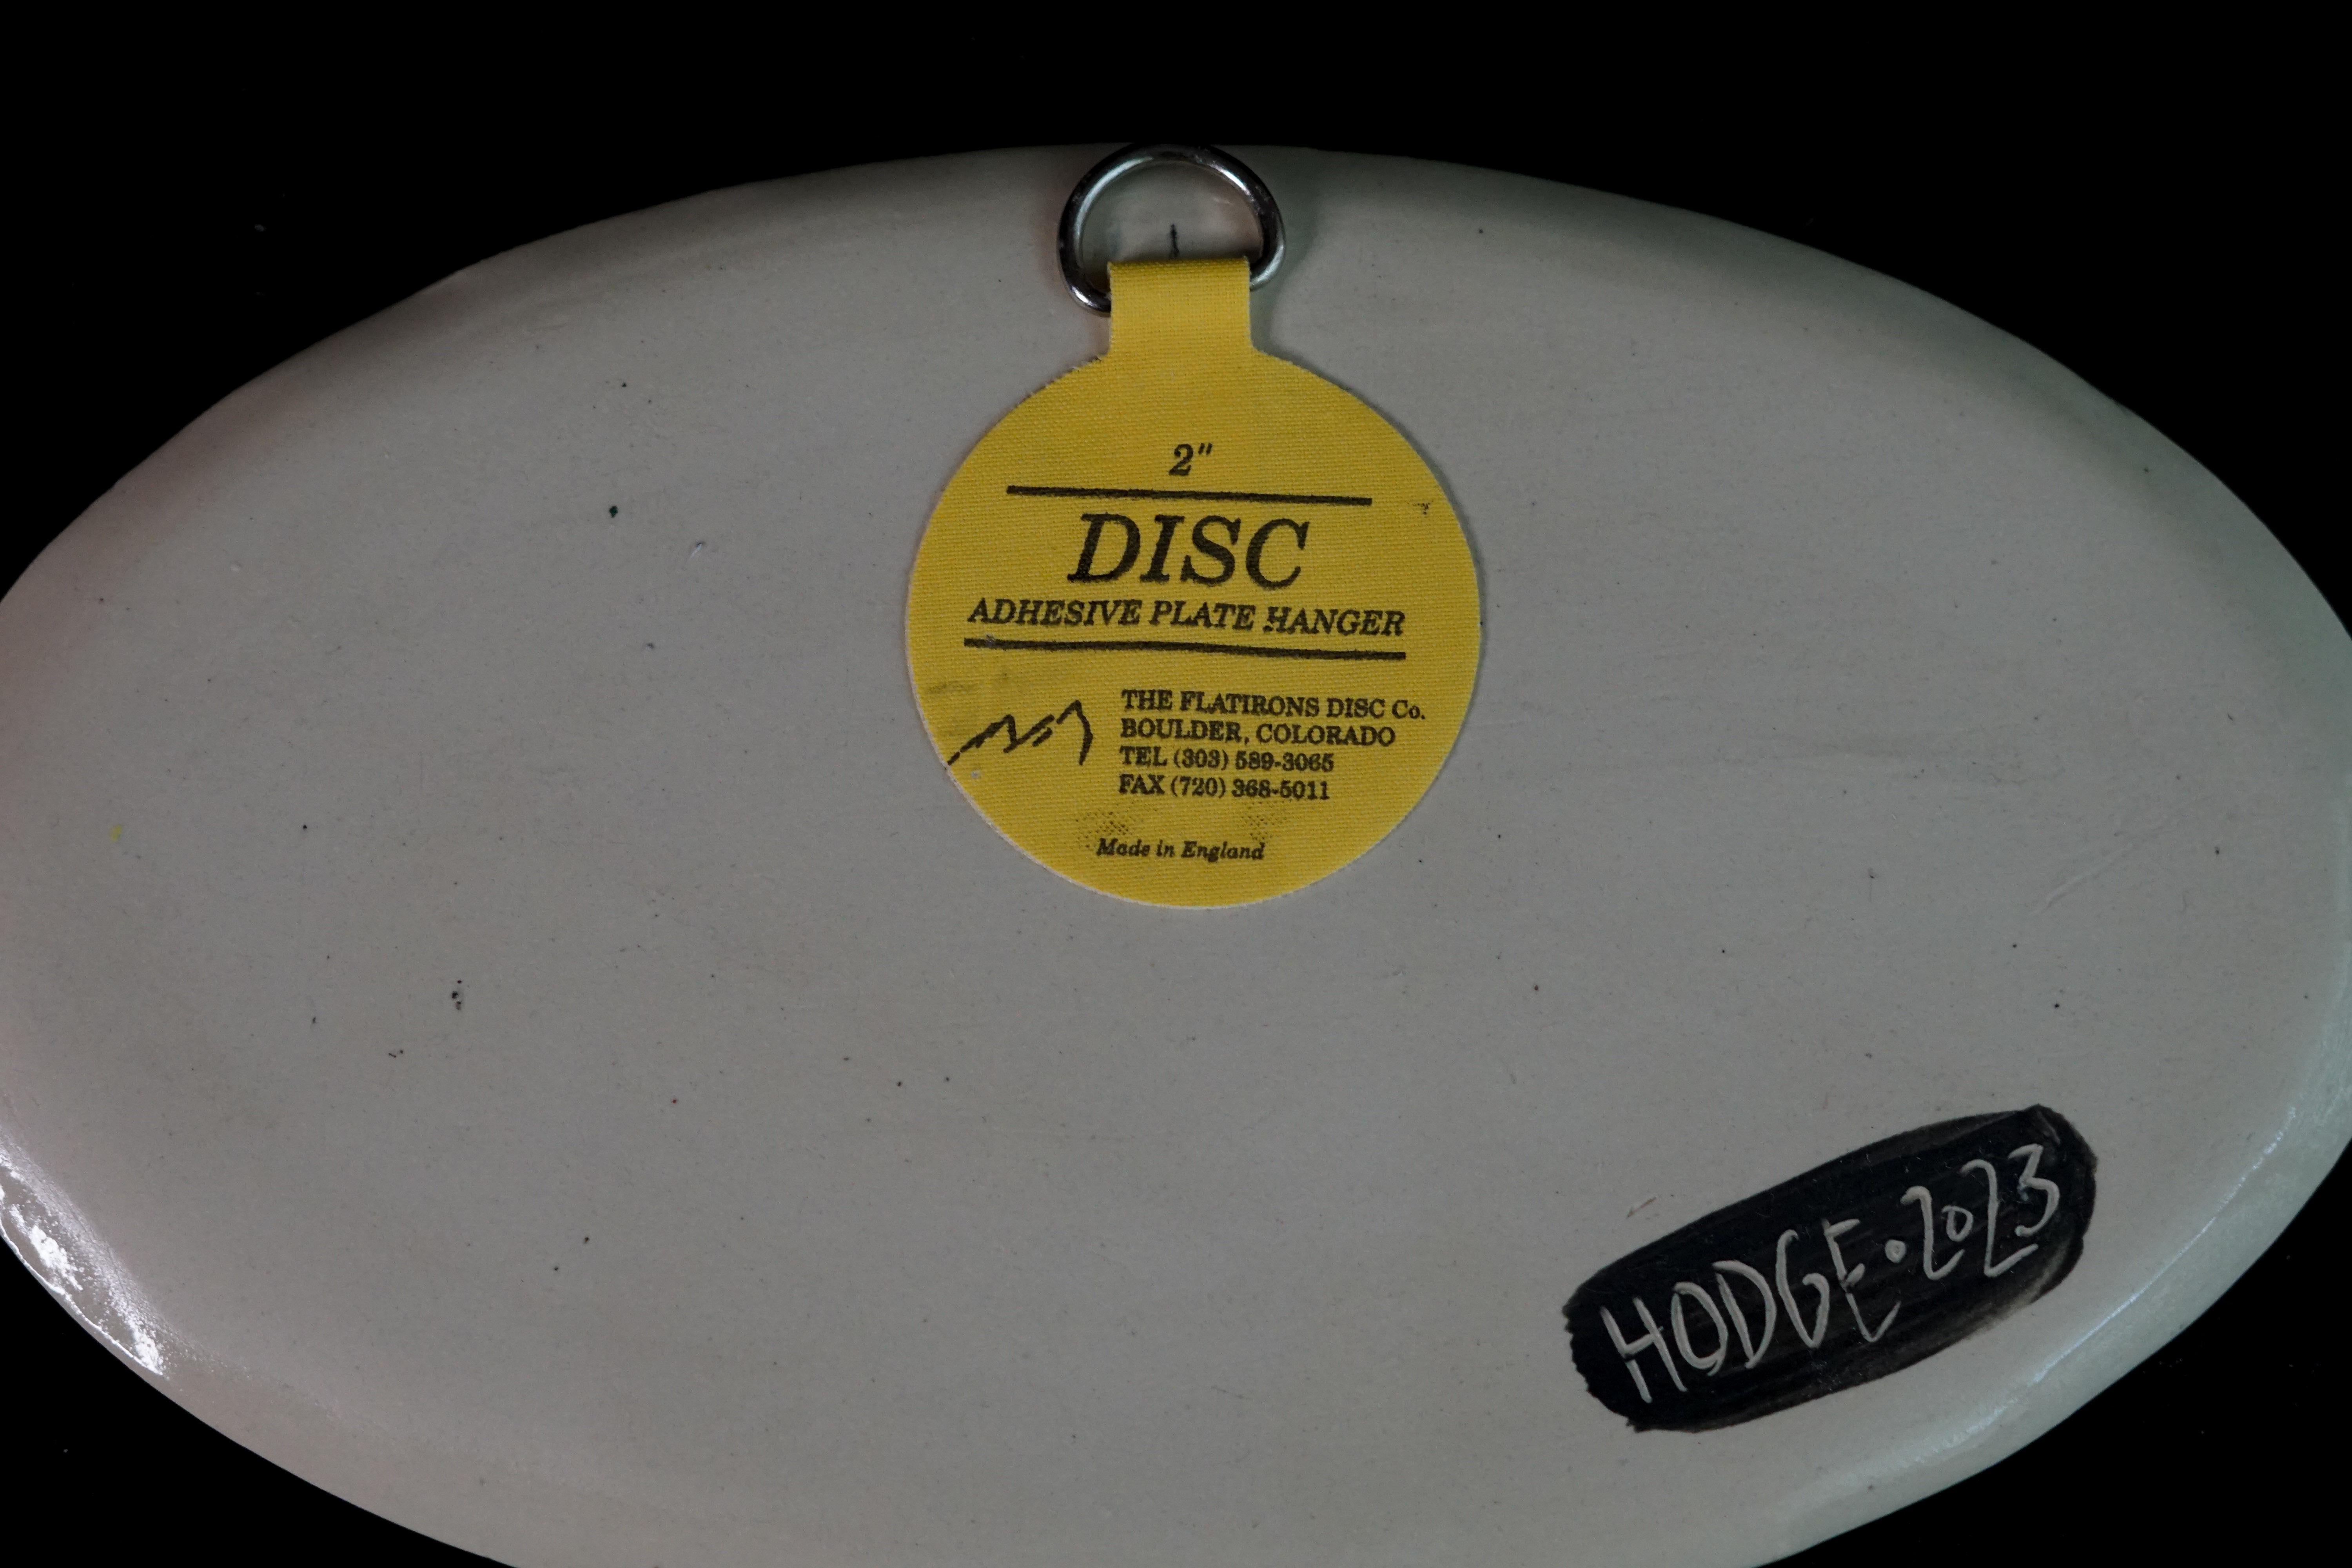 2"
DISC
ADHESIVE PLATE HANGER
THE FLATIRONS DISC Co.
BOULDER, COLORADO
TEL (303) 589-3065
FAX (720) 368-5011
Made in England
HODGE•2023